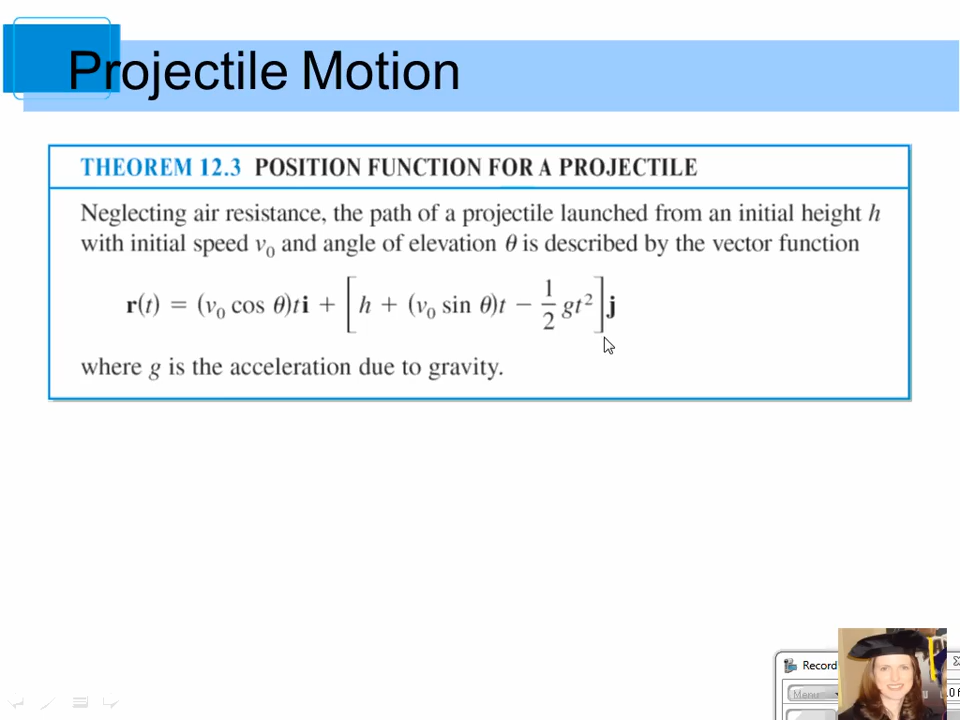 Projectile Motion
THEOREM 12.3 POSITION FUNCTION FOR A PROJECTILE
Neglecting air resistance, the path of a projectile launched from an initial height h
with initial speed v₀ and angle of elevation θ is described by the vector function
r(t) = (v₀ cos θ)ti + [h + (v₀ sin θ)t − 1/2 gt²]j
where g is the acceleration due to gravity.
Record
Menu
.0 f